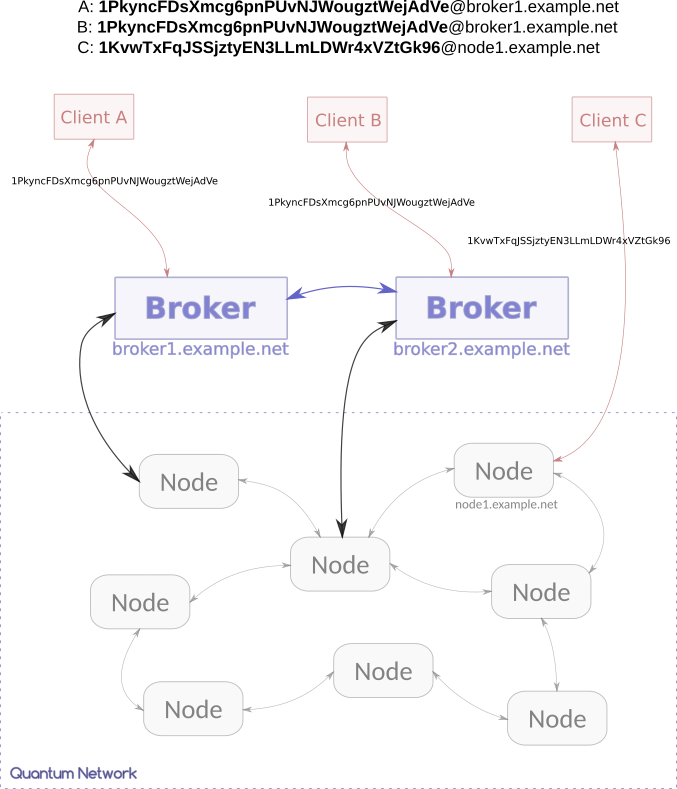 A: 1PkyncFDsXmcg6pnPUvNJWougztWejAdVe@broker1.example.net
B: 1PkyncFDsXmcg6pnPUvNJWougztWejAdVe@broker1.example.net
C: 1KvwTxFqJSSjztyEN3LLmLDWr4xVZtGk96@node1.example.net
Client A
Client B
Client C
1PkyncFDsXmcg6pnPUvNJWougztWejAdVe
1PkyncFDsXmcg6pnPUvNJWougztWejAdVe
1KvwTxFqJSSjztyEN3LLmLDWr4xVZtGk96
Broker
Broker
broker1.example.net
broker2.example.net
Node
Node
node1.example.net
Node
Node
Node
Node
Node
Node
Quantum Network